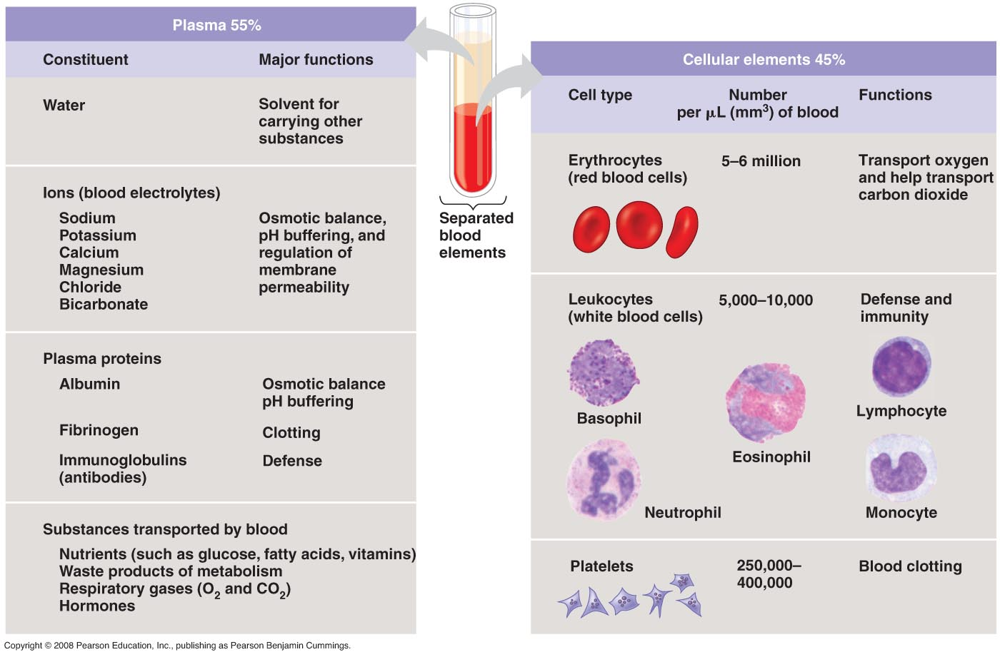 Plasma 55%
Constituent Major functions
Water
Solvent for
carrying other
substances
Ions (blood electrolytes)
Sodium
Potassium
Calcium
Magnesium
Chloride
Bicarbonate
Osmotic balance,
pH buffering, and
regulation of
membrane
permeability
Plasma proteins
Albumin
Osmotic balance
pH buffering
Fibrinogen
Clotting
Immunoglobulins
(antibodies)
Defense
Substances transported by blood
Nutrients (such as glucose, fatty acids, vitamins)
Waste products of metabolism
Respiratory gases (O₂ and CO₂)
Hormones
Separated
blood
elements
Cellular elements 45%
Cell type
Number
per μL (mm³) of blood
Functions
Erythrocytes
(red blood cells)
5–6 million
Transport oxygen
and help transport
carbon dioxide
Leukocytes
(white blood cells)
5,000–10,000
Defense and
immunity
Basophil
Eosinophil
Lymphocyte
Neutrophil
Monocyte
Platelets
250,000–
400,000
Blood clotting
Copyright © 2008 Pearson Education, Inc., publishing as Pearson Benjamin Cummings.